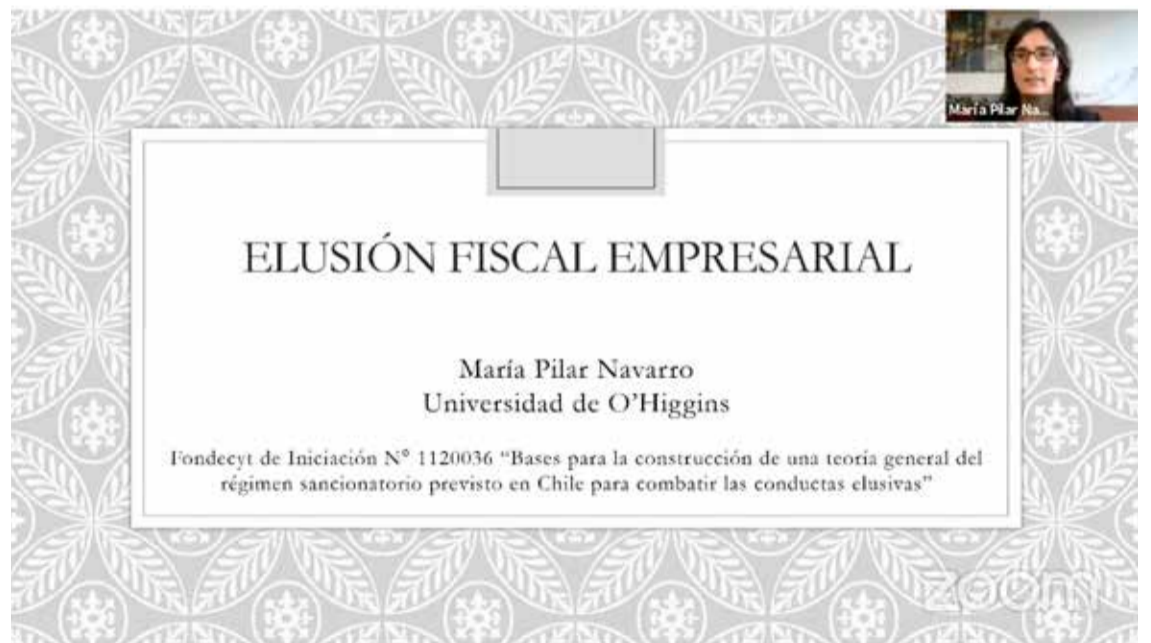 María Pilar Na...
ELUSIÓN FISCAL EMPRESARIAL
María Pilar Navarro
Universidad de O’Higgins
Fondecyt de Iniciación N° 1120036 “Bases para la construcción de una teoría general del
régimen sancionatorio previsto en Chile para combatir las conductas elusivas”
zoom